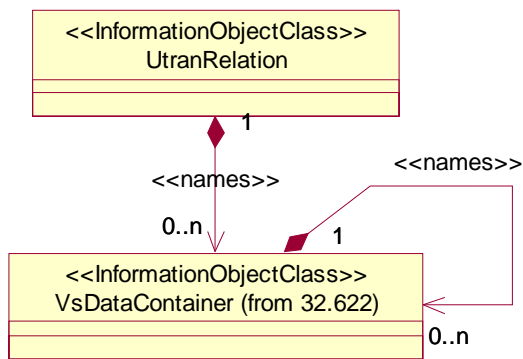 <<InformationObjectClass>>
UtranRelation
1
<<names>>
<<names>>
0..n
1
<<InformationObjectClass>>
VsDataContainer (from 32.622)
0..n